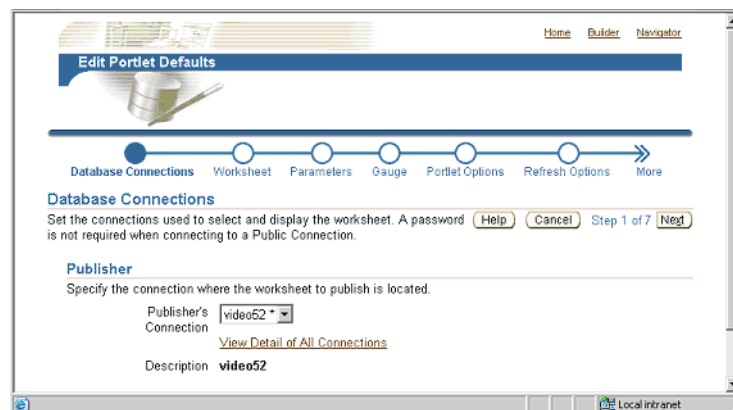 Home Builder Navigator
Edit Portlet Defaults
Database Connections Worksheet Parameters Gauge Portlet Options Refresh Options More
Database Connections
Set the connections used to select and display the worksheet. A password Help Cancel Step 1 of 7 Next
is not required when connecting to a Public Connection.
Publisher
Specify the connection where the worksheet to publish is located.
Publisher's video52 *
Connection
View Detail of All Connections
Description video52
Local intranet